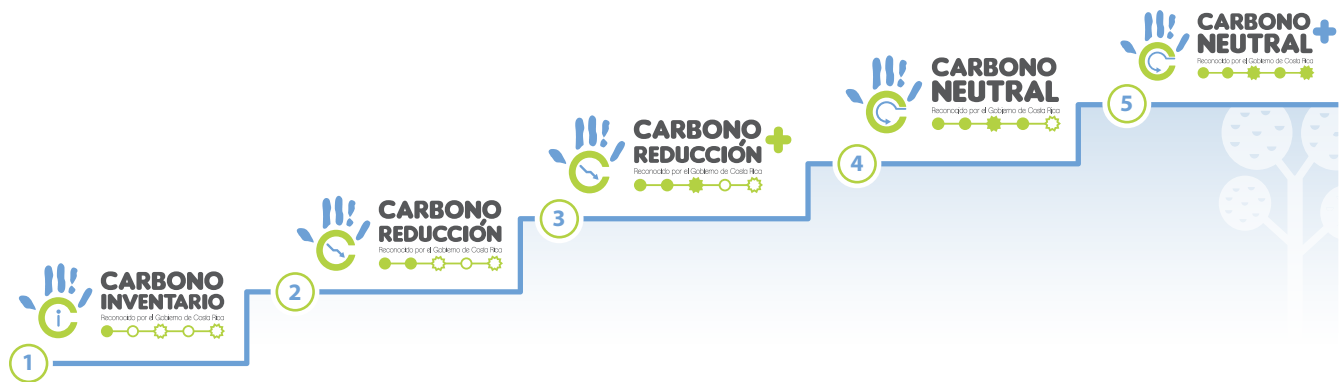 1
CARBONO
INVENTARIO
Reconocido por el Gobierno de Costa Rica
2
CARBONO
REDUCCIÓN
Reconocido por el Gobierno de Costa Rica
3
CARBONO
REDUCCIÓN+
Reconocido por el Gobierno de Costa Rica
4
CARBONO
NEUTRAL
Reconocido por el Gobierno de Costa Rica
5
CARBONO
NEUTRAL+
Reconocido por el Gobierno de Costa Rica